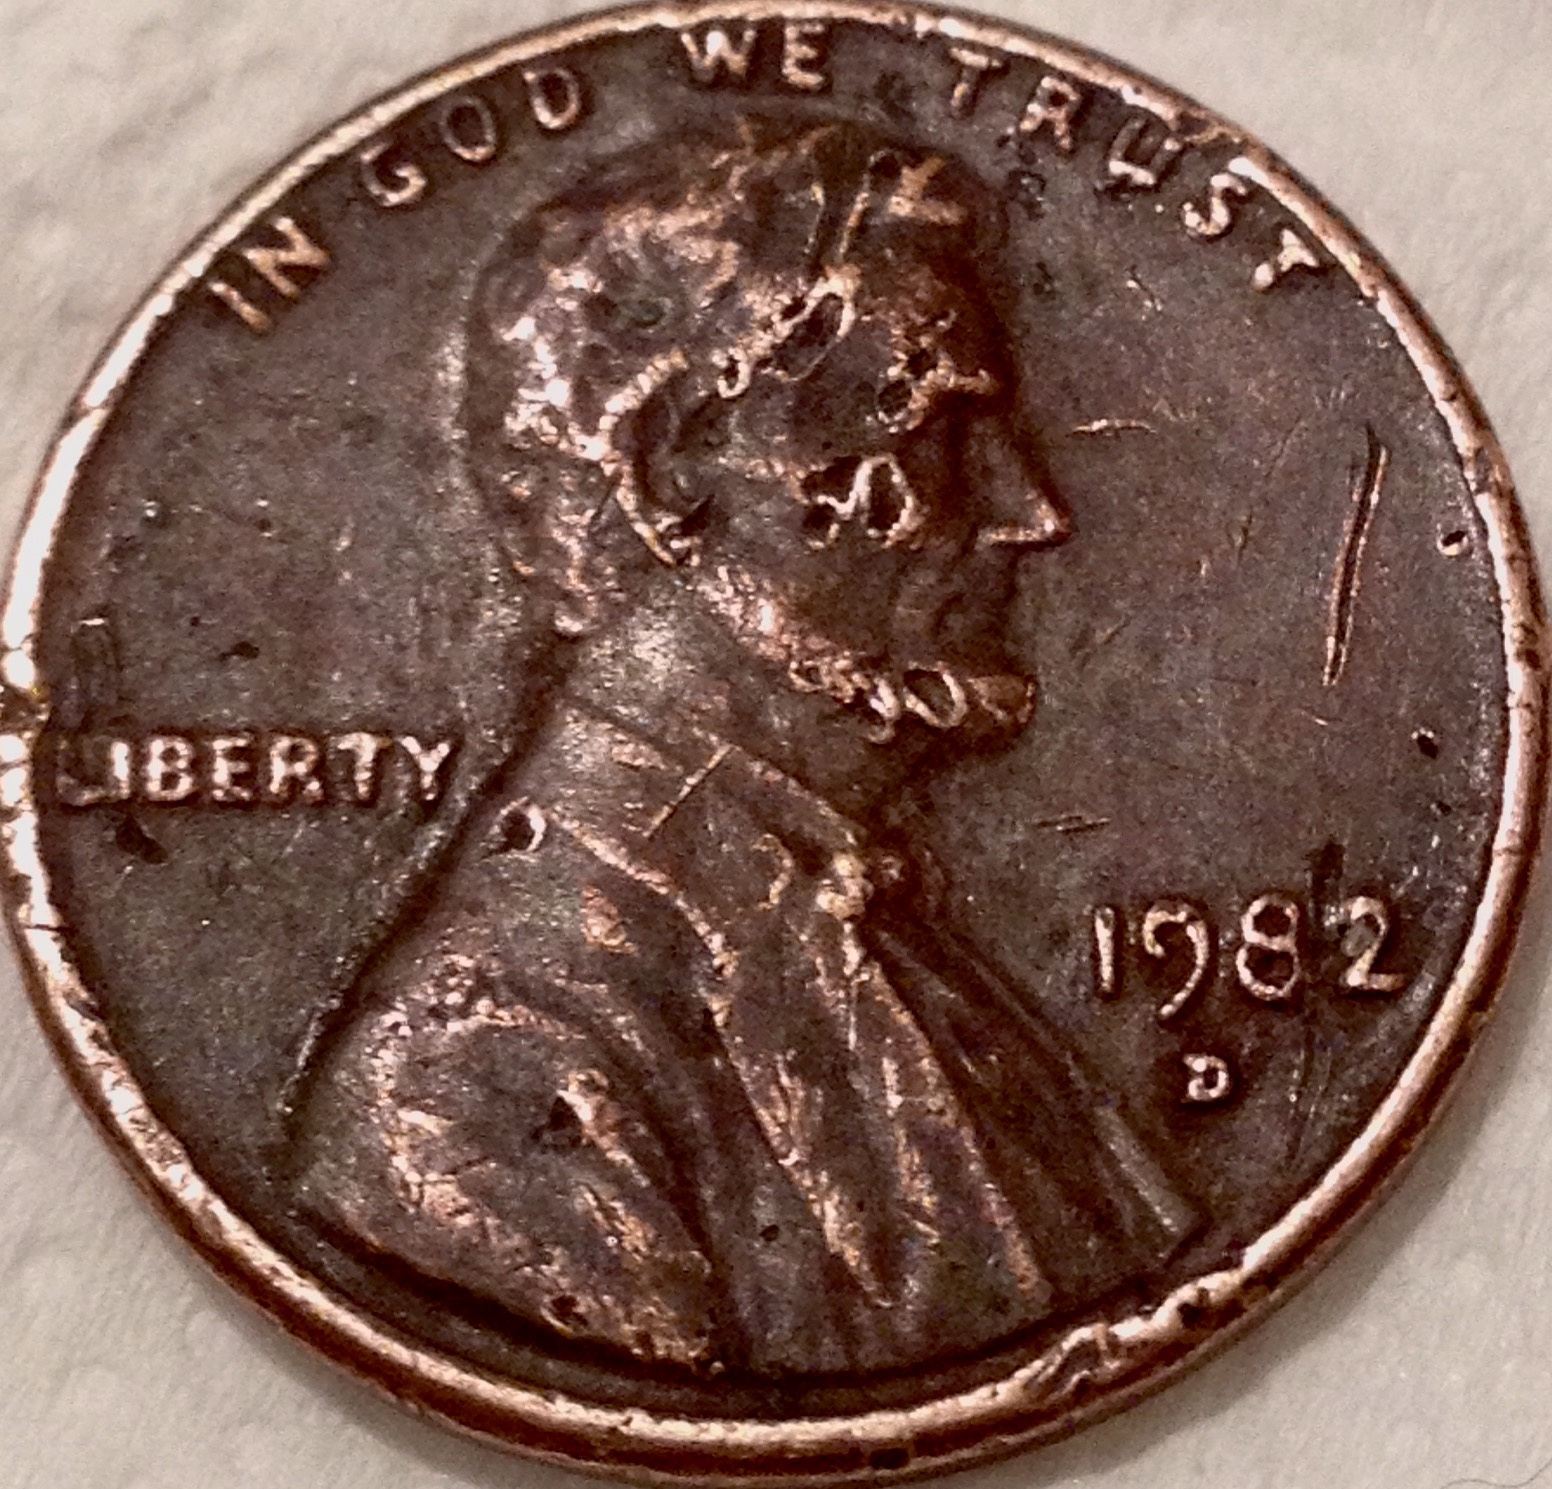 IN GOD WE TRUST
LIBERTY
1982
D